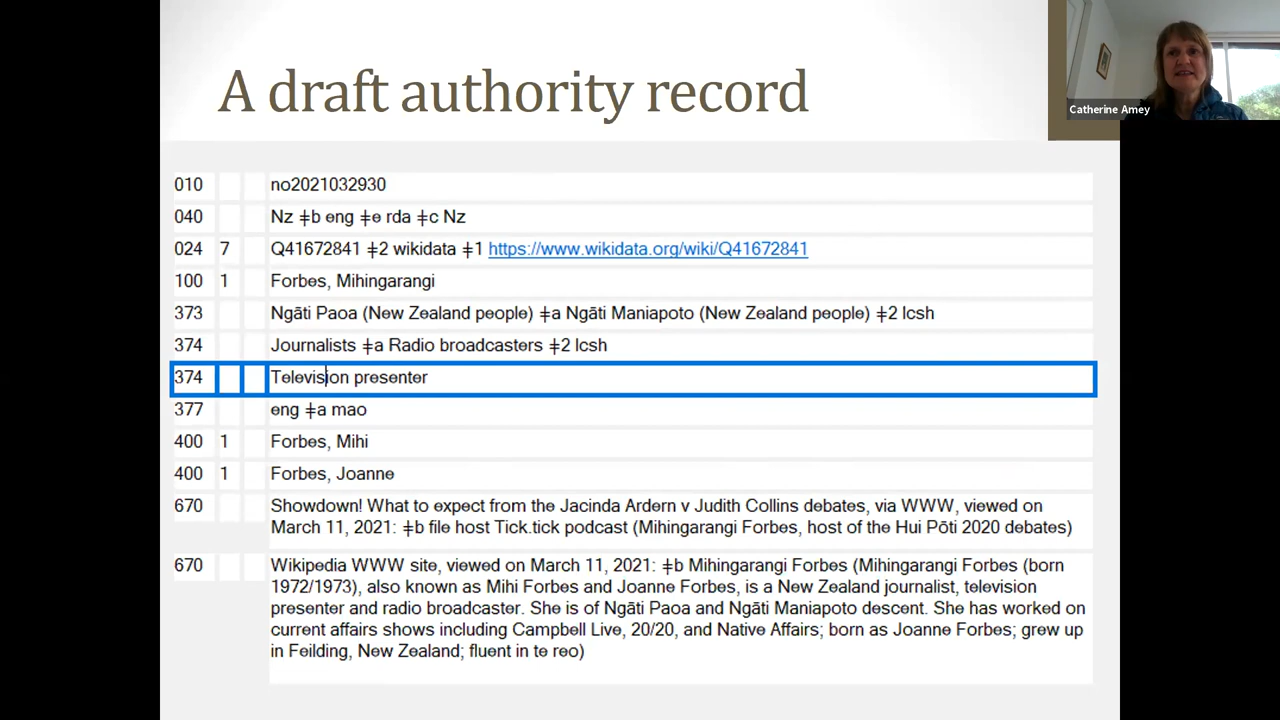 A draft authority record
Catherine Amey
010 no2021032930
040 Nz ǂb eng ǂe rda ǂc Nz
024 7 Q41672841 ǂ2 wikidata ǂ1 https://www.wikidata.org/wiki/Q41672841
100 1 Forbes, Mihingarangi
373 Ngāti Paoa (New Zealand people) ǂa Ngāti Maniapoto (New Zealand people) ǂ2 lcsh
374 Journalists ǂa Radio broadcasters ǂ2 lcsh
374 Television presenter
377 eng ǂa mao
400 1 Forbes, Mihi
400 1 Forbes, Joanne
670 Showdown! What to expect from the Jacinda Ardern v Judith Collins debates, via WWW, viewed on
March 11, 2021: ǂb file host Tick.tick podcast (Mihingarangi Forbes, host of the Hui Pōti 2020 debates)
670 Wikipedia WWW site, viewed on March 11, 2021: ǂb Mihingarangi Forbes (Mihingarangi Forbes (born
1972/1973), also known as Mihi Forbes and Joanne Forbes, is a New Zealand journalist, television
presenter and radio broadcaster. She is of Ngāti Paoa and Ngāti Maniapoto descent. She has worked on
current affairs shows including Campbell Live, 20/20, and Native Affairs; born as Joanne Forbes; grew up
in Feilding, New Zealand; fluent in te reo)